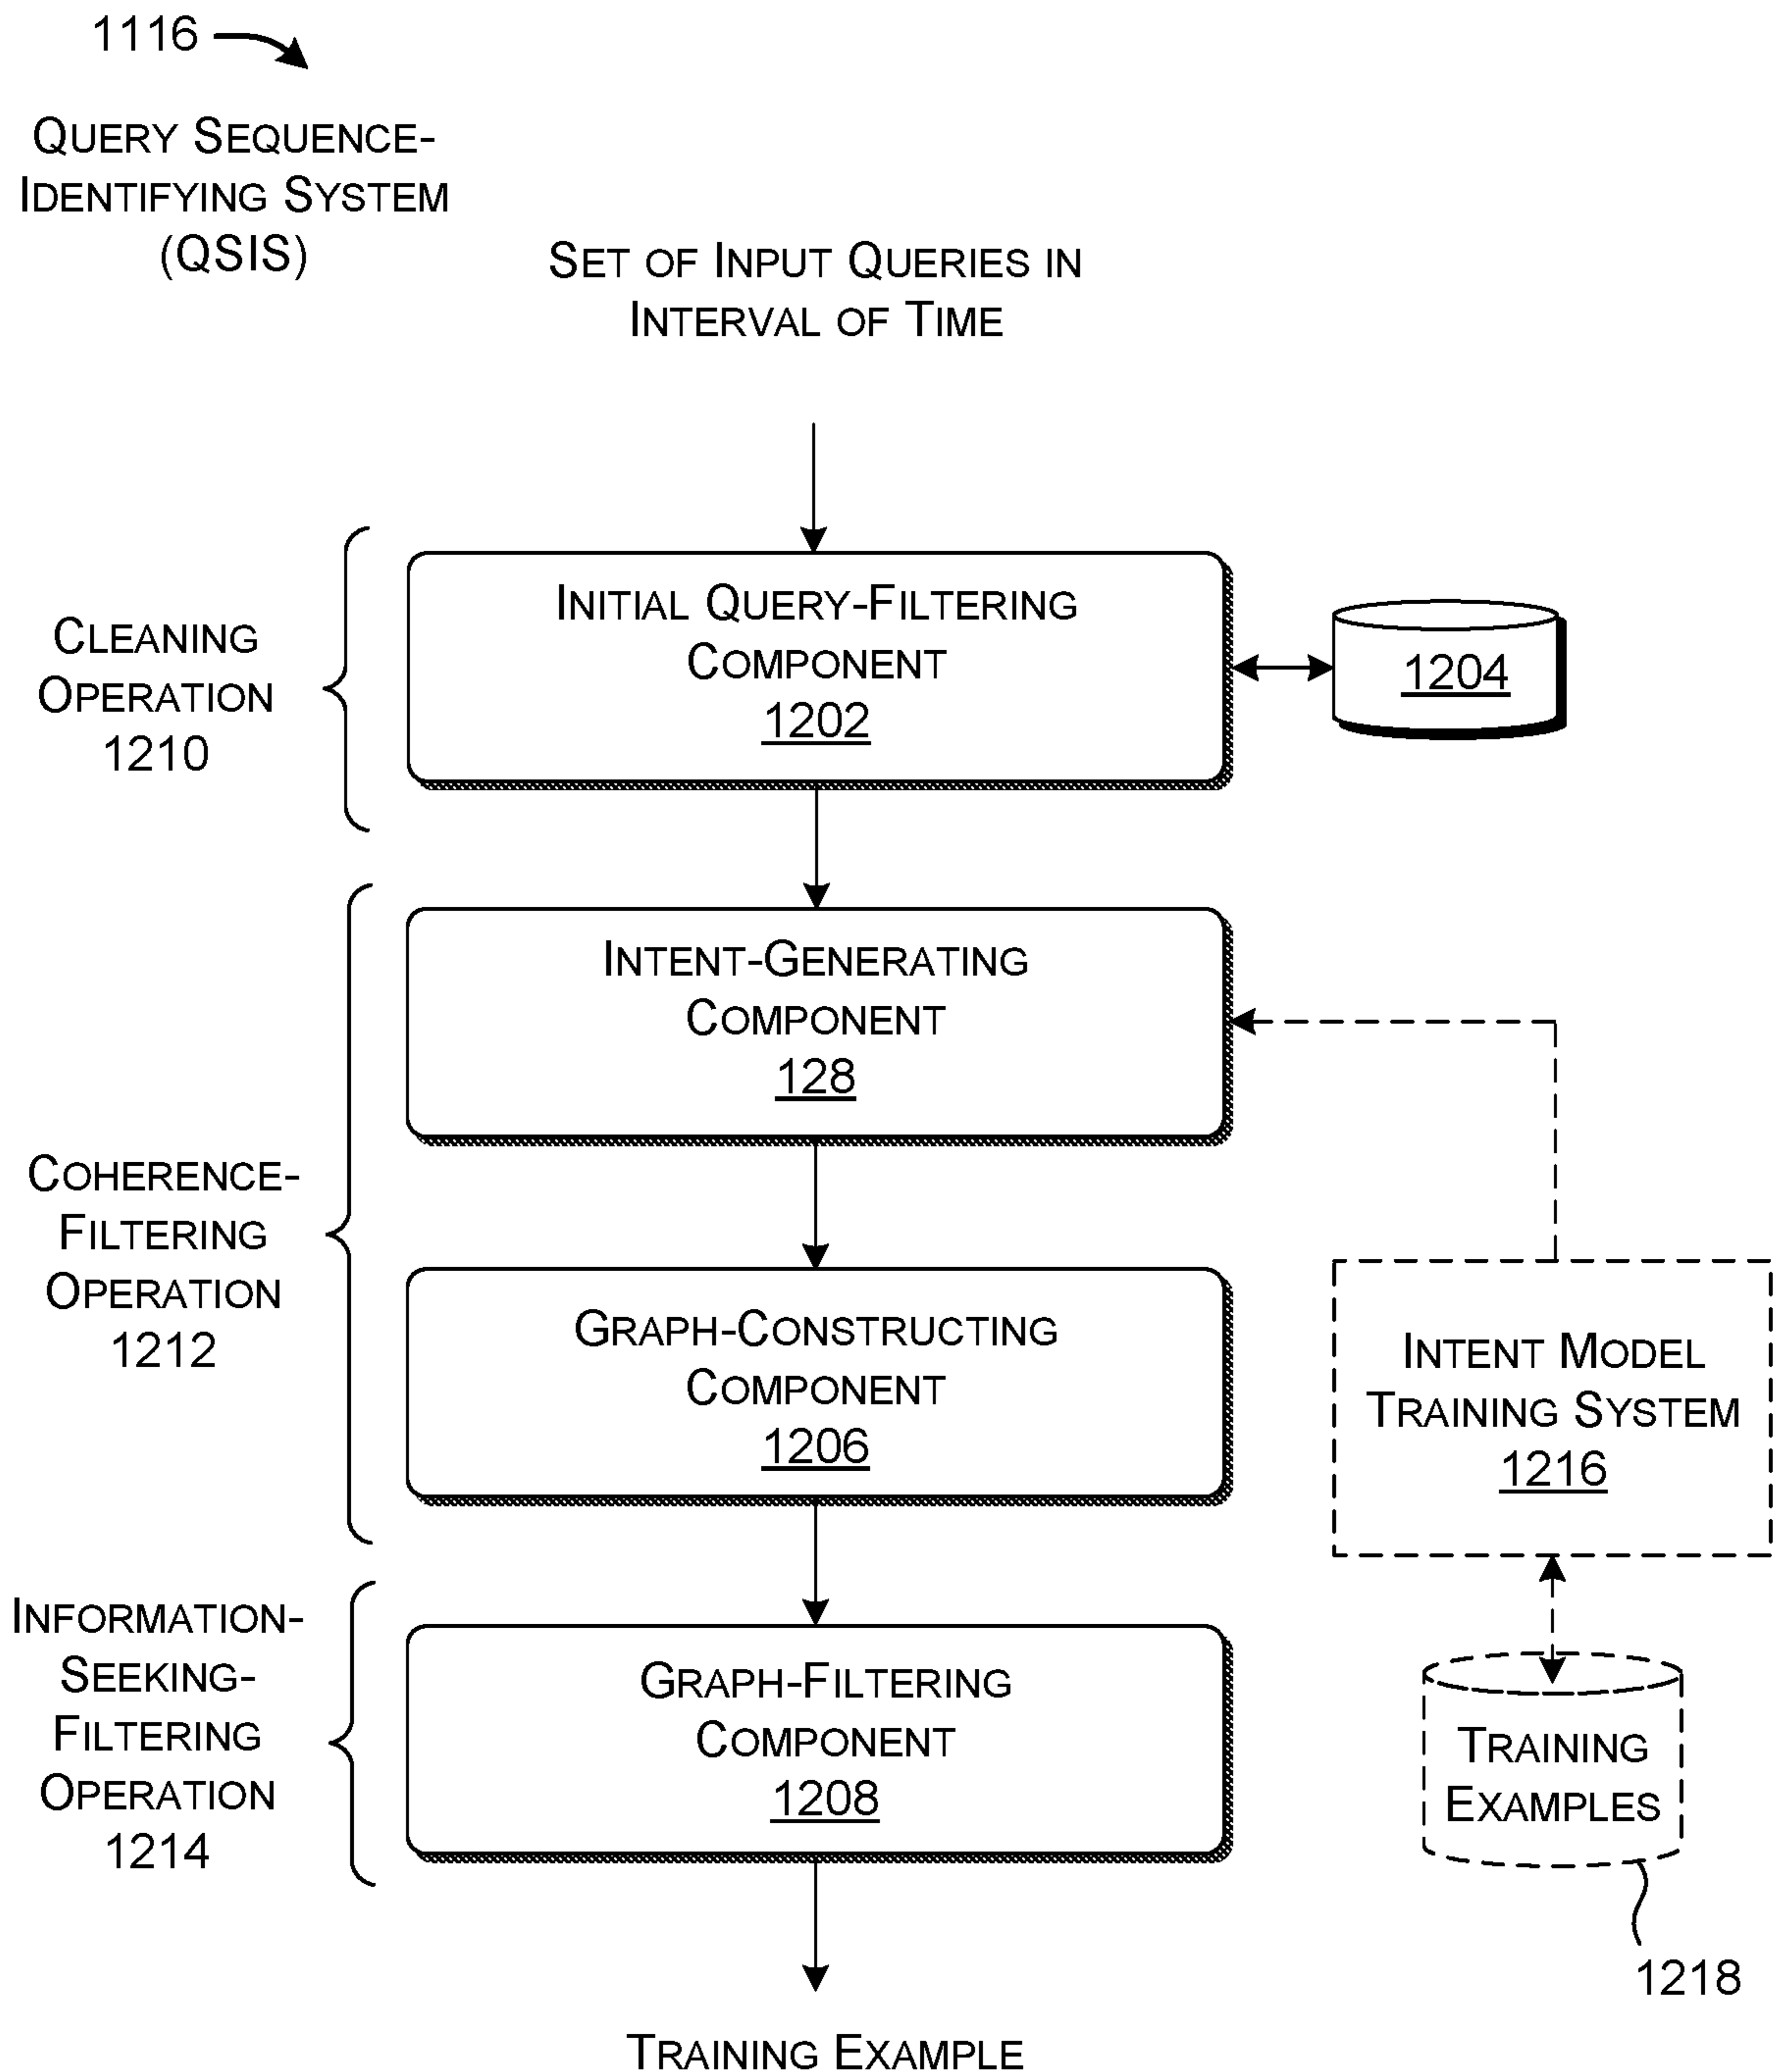 1116
QUERY SEQUENCE-
IDENTIFYING SYSTEM
(QSIS)
SET OF INPUT QUERIES IN
INTERVAL OF TIME
CLEANING
OPERATION
1210
INITIAL QUERY-FILTERING
COMPONENT
1202
1204
COHERENCE-
FILTERING
OPERATION
1212
INTENT-GENERATING
COMPONENT
128
GRAPH-CONSTRUCTING
COMPONENT
1206
INTENT MODEL
TRAINING SYSTEM
1216
INFORMATION-
SEEKING-
FILTERING
OPERATION
1214
GRAPH-FILTERING
COMPONENT
1208
TRAINING
EXAMPLES
1218
TRAINING EXAMPLE